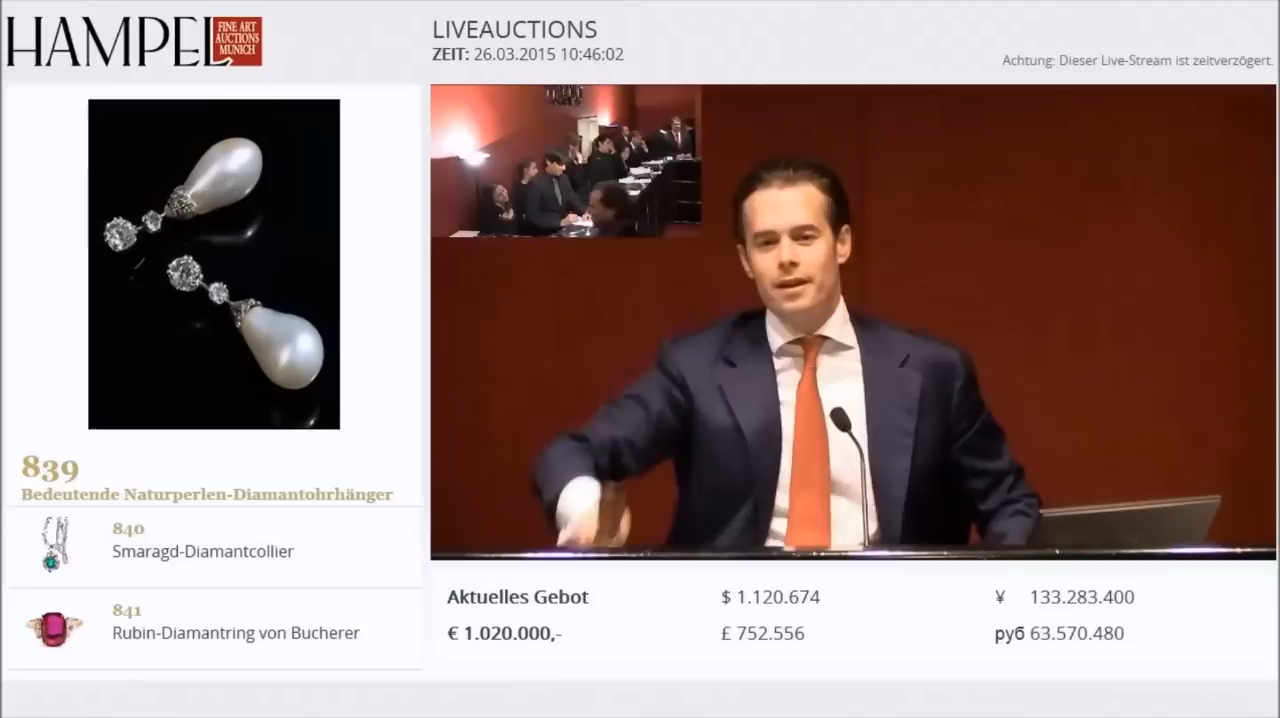 HAMPEL
FINE ART
AUCTIONS
MUNICH
LIVEAUCTIONS
ZEIT: 26.03.2015 10:46:02
Achtung: Dieser Live-Stream ist zeitverzögert.
839
Bedeutende Naturperlen-Diamantohrhänger
840
Smaragd-Diamantcollier
841
Rubin-Diamantring von Bucherer
Aktuelles Gebot
$ 1.120.674
¥ 133.283.400
€ 1.020.000,-
£ 752.556
руб 63.570.480